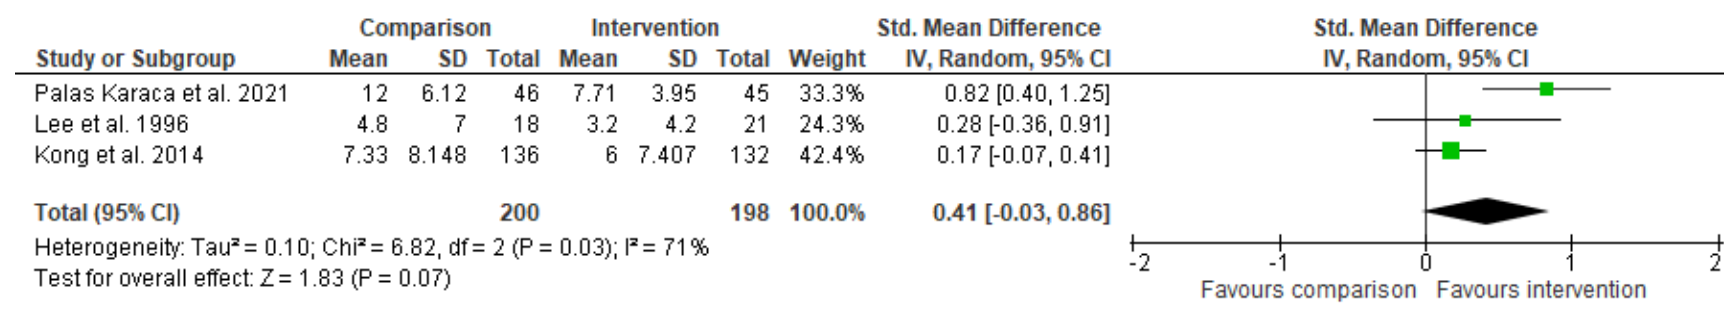 Comparison Intervention Std. Mean Difference Std. Mean Difference
Study or Subgroup Mean SD Total Mean SD Total Weight IV, Random, 95% CI IV, Random, 95% CI
Palas Karaca et al. 2021 12 6.12 46 7.71 3.95 45 33.3% 0.82 [0.40, 1.25]
Lee et al. 1996 4.8 7 18 3.2 4.2 21 24.3% 0.28 [-0.36, 0.91]
Kong et al. 2014 7.33 8.148 136 6 7.407 132 42.4% 0.17 [-0.07, 0.41]
Total (95% CI) 200 198 100.0% 0.41 [-0.03, 0.86]
Heterogeneity: Tau² = 0.10; Chi² = 6.82, df = 2 (P = 0.03); I² = 71%
Test for overall effect: Z = 1.83 (P = 0.07)
-2 -1 0 1 2
Favours comparison Favours intervention